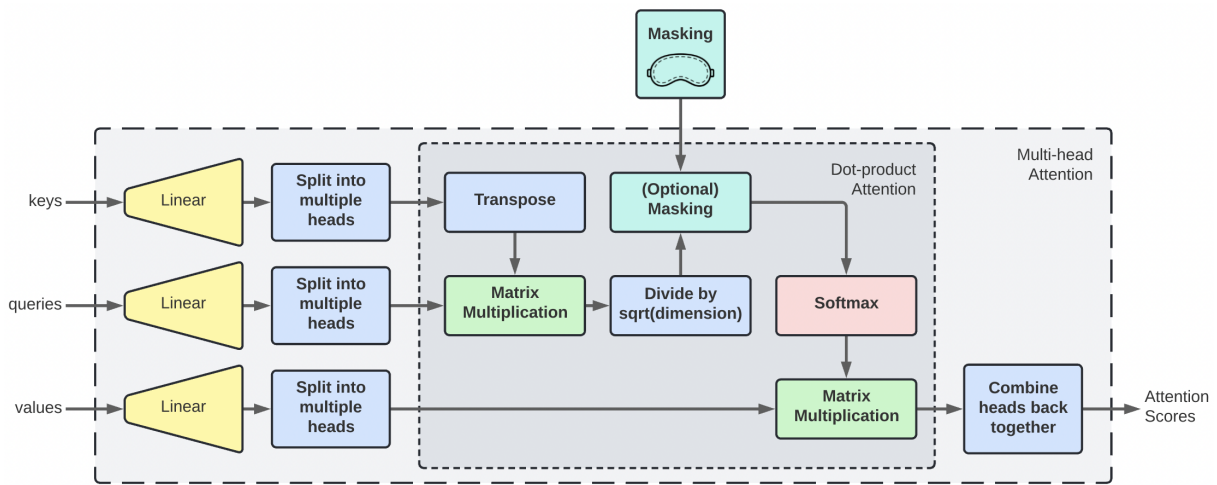 Masking
Multi-head
Attention
Dot-product
Attention
keys
Linear
Split into
multiple
heads
Transpose
(Optional)
Masking
queries
Linear
Split into
multiple
heads
Matrix
Multiplication
Divide by
sqrt(dimension)
Softmax
values
Linear
Split into
multiple
heads
Matrix
Multiplication
Combine
heads back
together
Attention
Scores